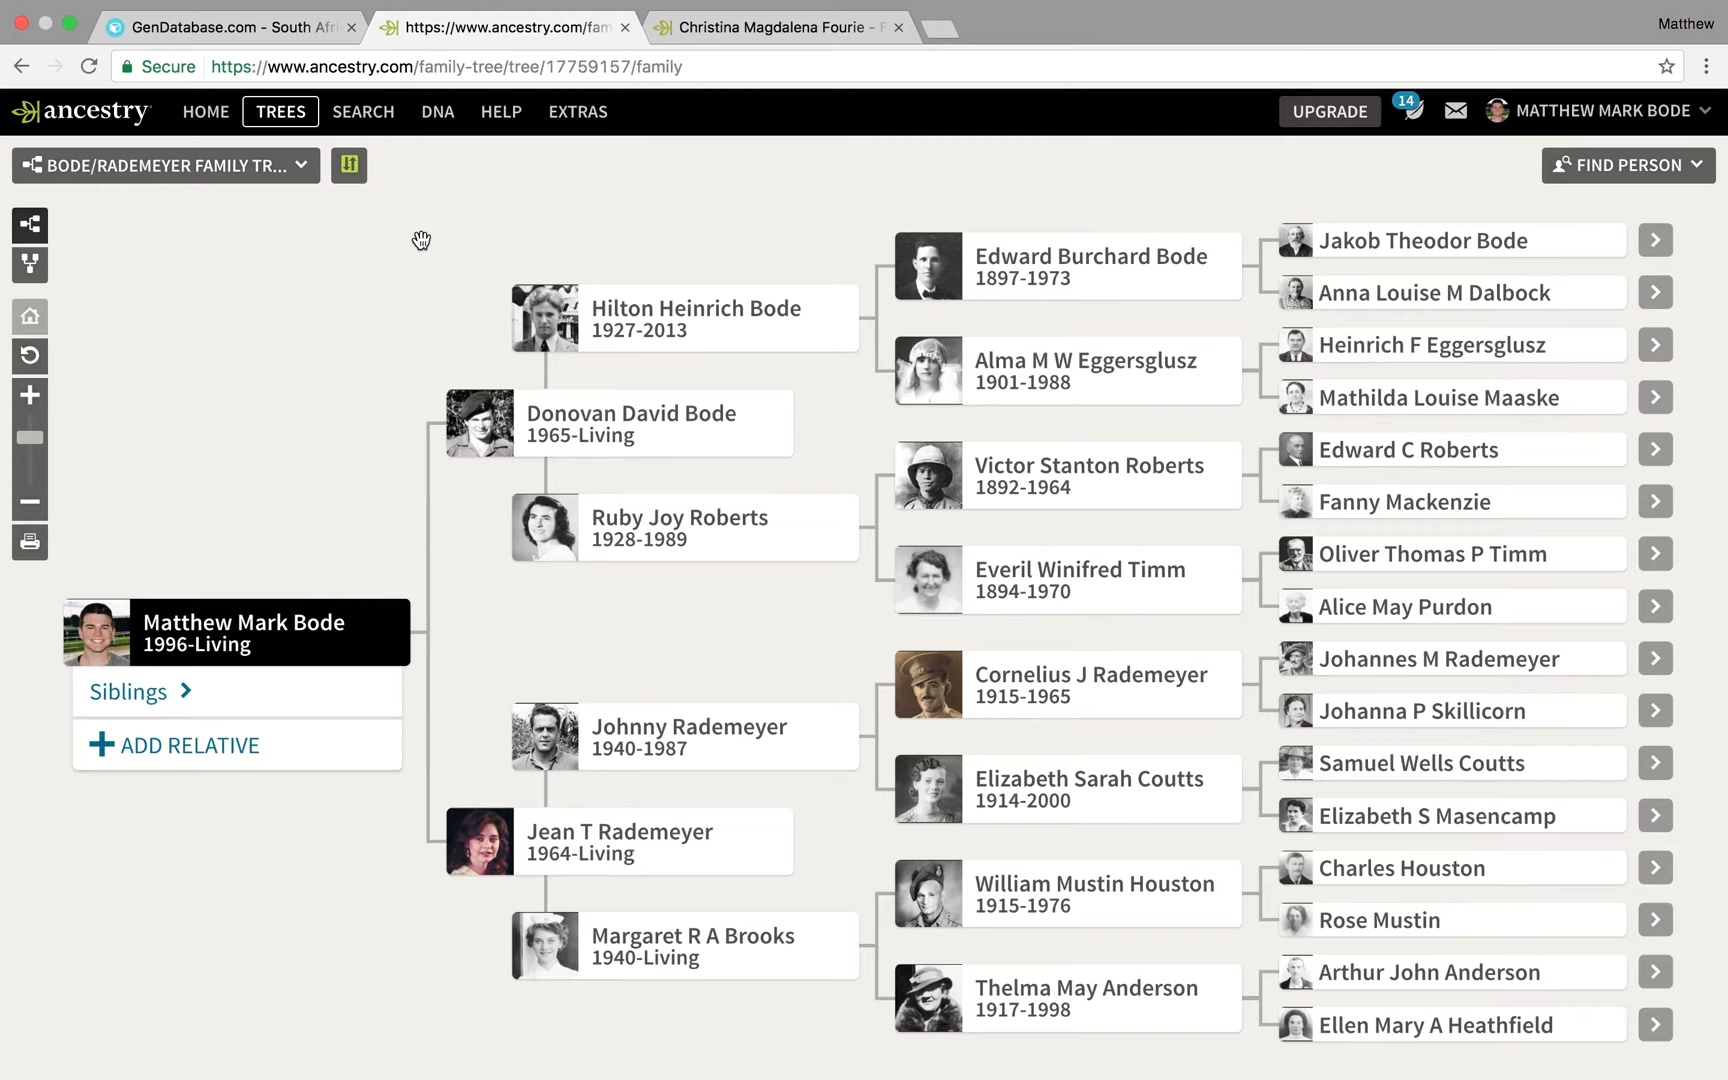 GenDatabase.com - South Afri
https://www.ancestry.com/fam
Christina Magdalena Fourie - F
Matthew
Secure
https://www.ancestry.com/family-tree/tree/17759157/family
ancestry
HOME
TREES
SEARCH
DNA
HELP
EXTRAS
UPGRADE
14
MATTHEW MARK BODE
BODE/RADEMEYER FAMILY TR...
FIND PERSON
Matthew Mark Bode
1996-Living
Siblings
ADD RELATIVE
Donovan David Bode
1965-Living
Jean T Rademeyer
1964-Living
Hilton Heinrich Bode
1927-2013
Ruby Joy Roberts
1928-1989
Johnny Rademeyer
1940-1987
Margaret R A Brooks
1940-Living
Edward Burchard Bode
1897-1973
Alma M W Eggersglusz
1901-1988
Victor Stanton Roberts
1892-1964
Everil Winifred Timm
1894-1970
Cornelius J Rademeyer
1915-1965
Elizabeth Sarah Coutts
1914-2000
William Mustin Houston
1915-1976
Thelma May Anderson
1917-1998
Jakob Theodor Bode
Anna Louise M Dalbock
Heinrich F Eggersglusz
Mathilda Louise Maaske
Edward C Roberts
Fanny Mackenzie
Oliver Thomas P Timm
Alice May Purdon
Johannes M Rademeyer
Johanna P Skillicorn
Samuel Wells Coutts
Elizabeth S Masencamp
Charles Houston
Rose Mustin
Arthur John Anderson
Ellen Mary A Heathfield